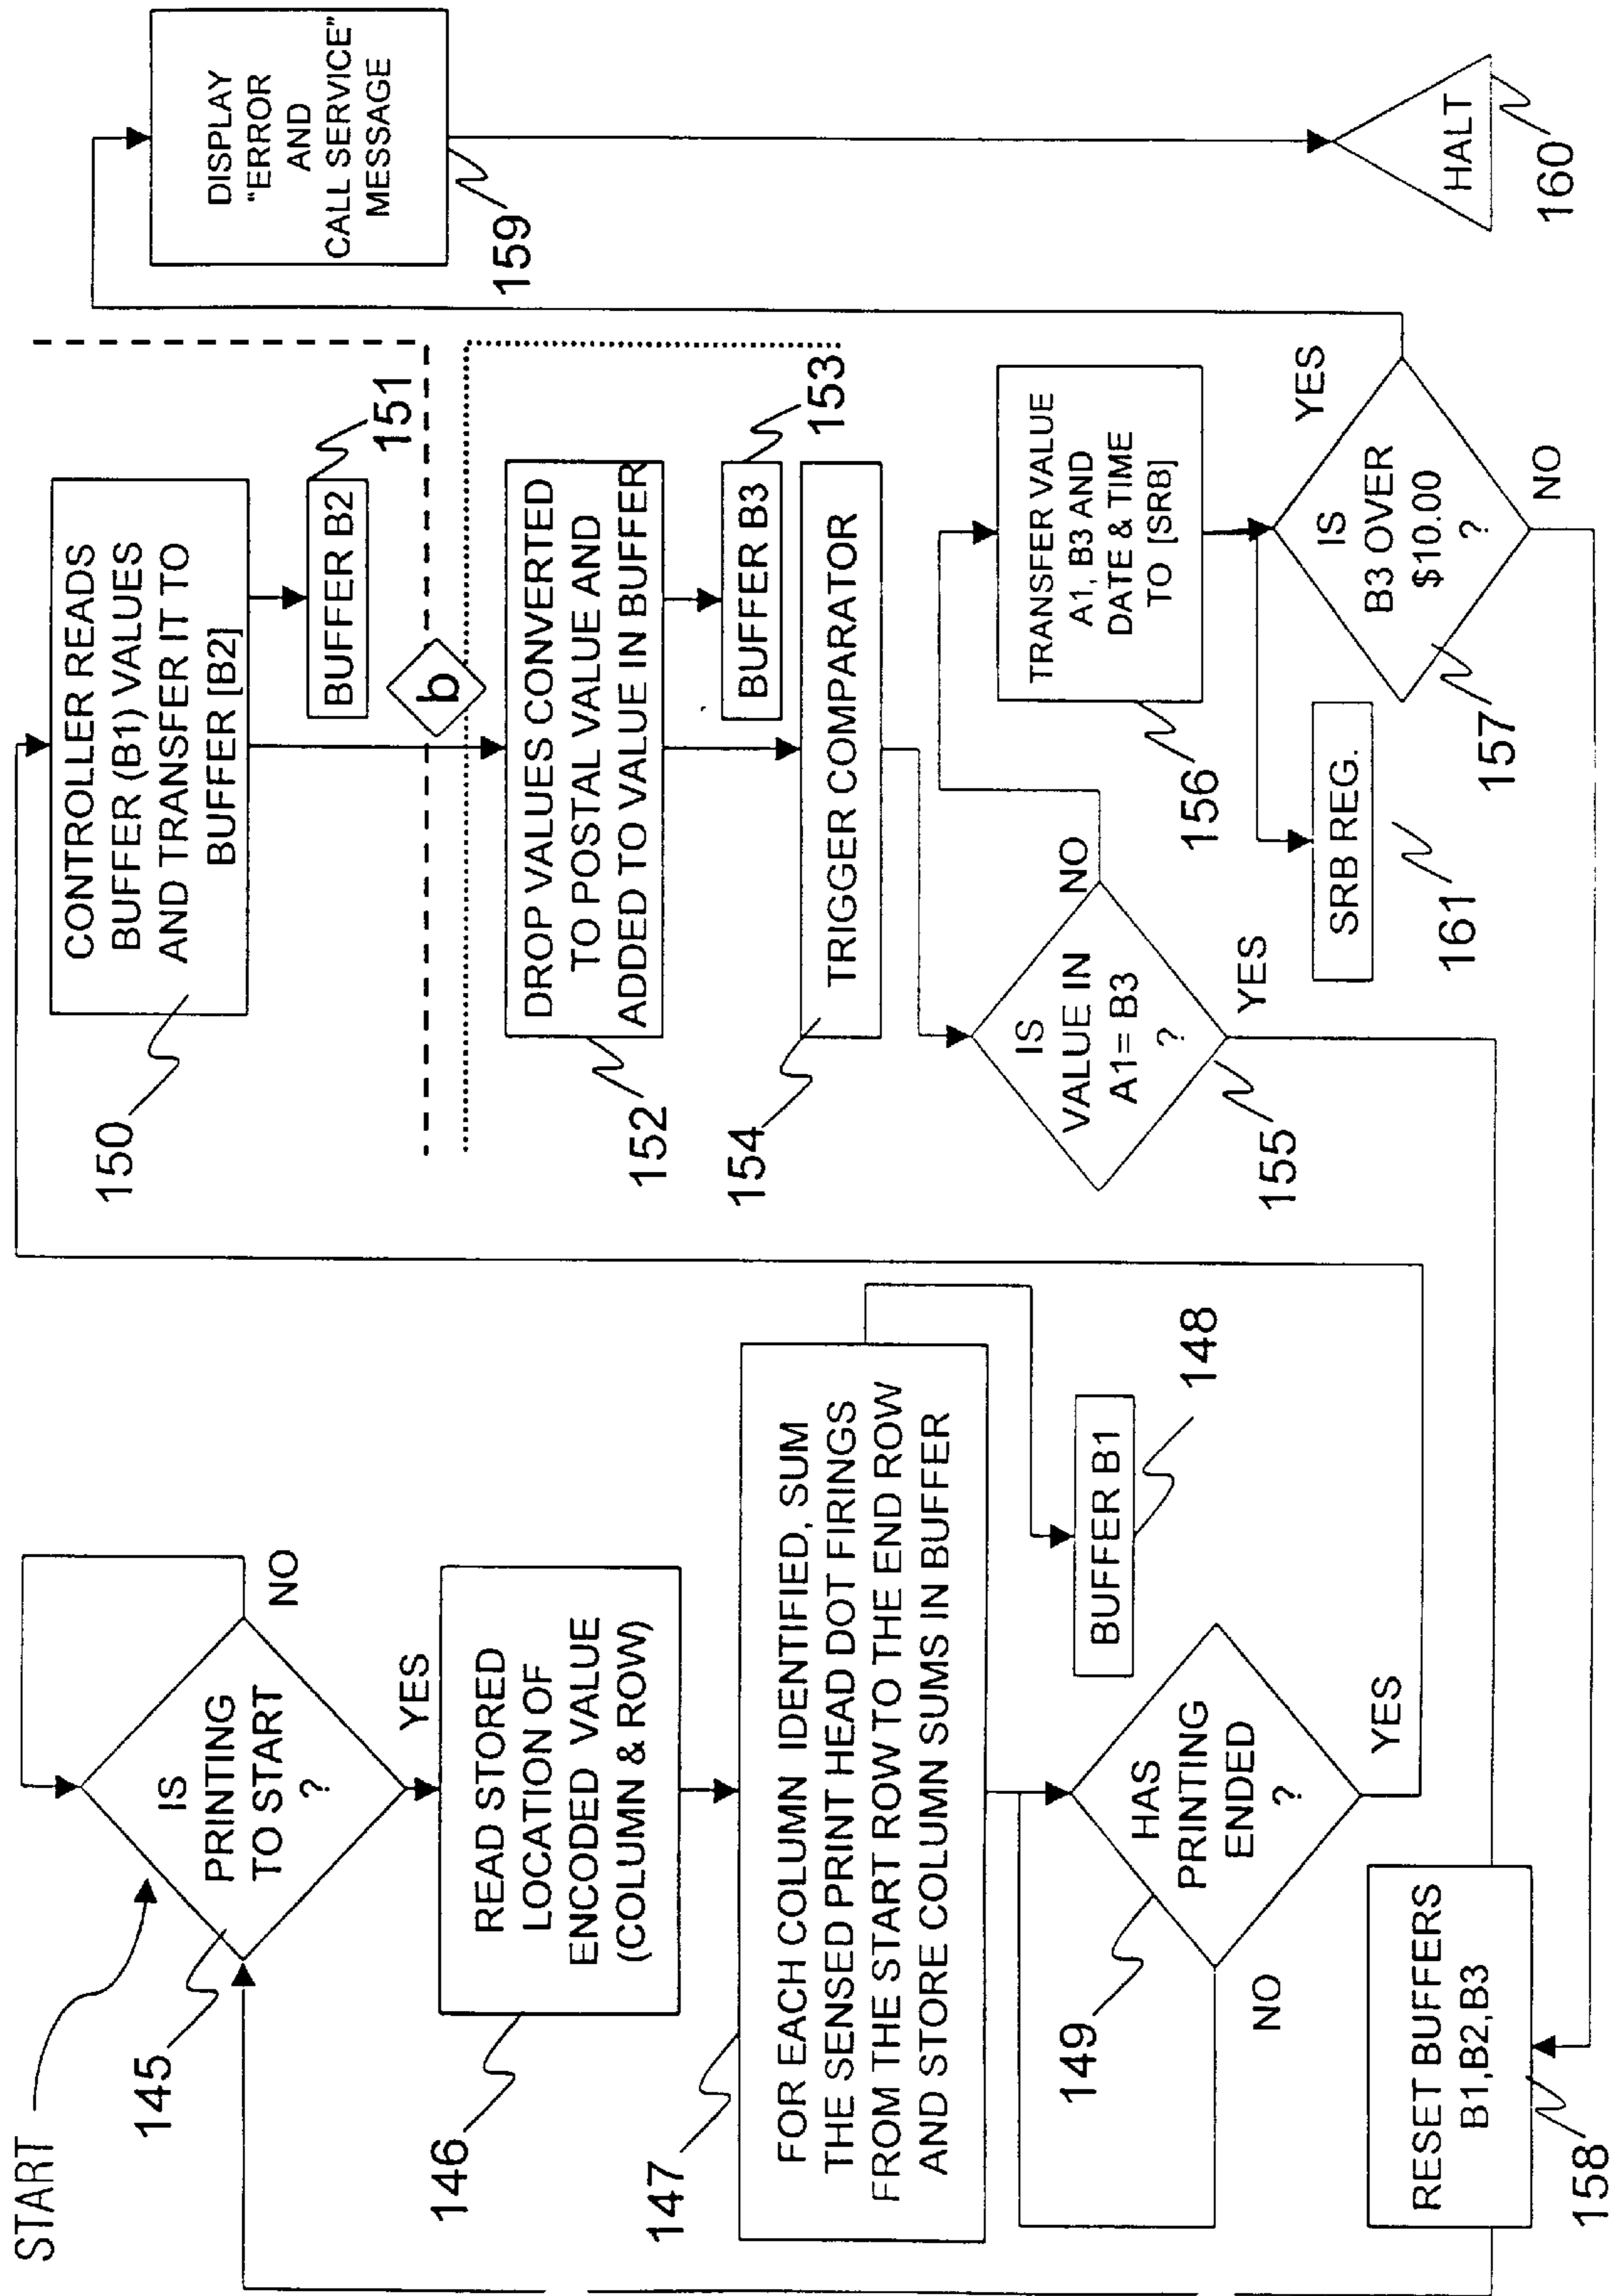 START
IS
PRINTING
TO START
?
NO
YES
145
READ STORED
LOCATION OF
ENCODED VALUE
(COLUMN & ROW)
146
FOR EACH COLUMN IDENTIFIED, SUM
THE SENSED PRINT HEAD DOT FIRINGS
FROM THE START ROW TO THE END ROW
AND STORE COLUMN SUMS IN BUFFER
147
BUFFER B1
148
HAS
PRINTING
ENDED
?
149
NO
YES
RESET BUFFERS
B1,B2,B3
158
CONTROLLER READS
BUFFER (B1) VALUES
AND TRANSFER IT TO
BUFFER [B2]
150
BUFFER B2
151
b
DROP VALUES CONVERTED
TO POSTAL VALUE AND
ADDED TO VALUE IN BUFFER
152
BUFFER B3
153
TRIGGER COMPARATOR
154
IS
VALUE IN
A1= B3
?
NO
YES
155
TRANSFER VALUE
A1, B3 AND
DATE & TIME
TO [SRB]
156
SRB REG.
161
IS
B3 OVER
$10.00
?
YES
NO
157
DISPLAY
"ERROR
AND
CALL SERVICE"
MESSAGE
159
HALT
160